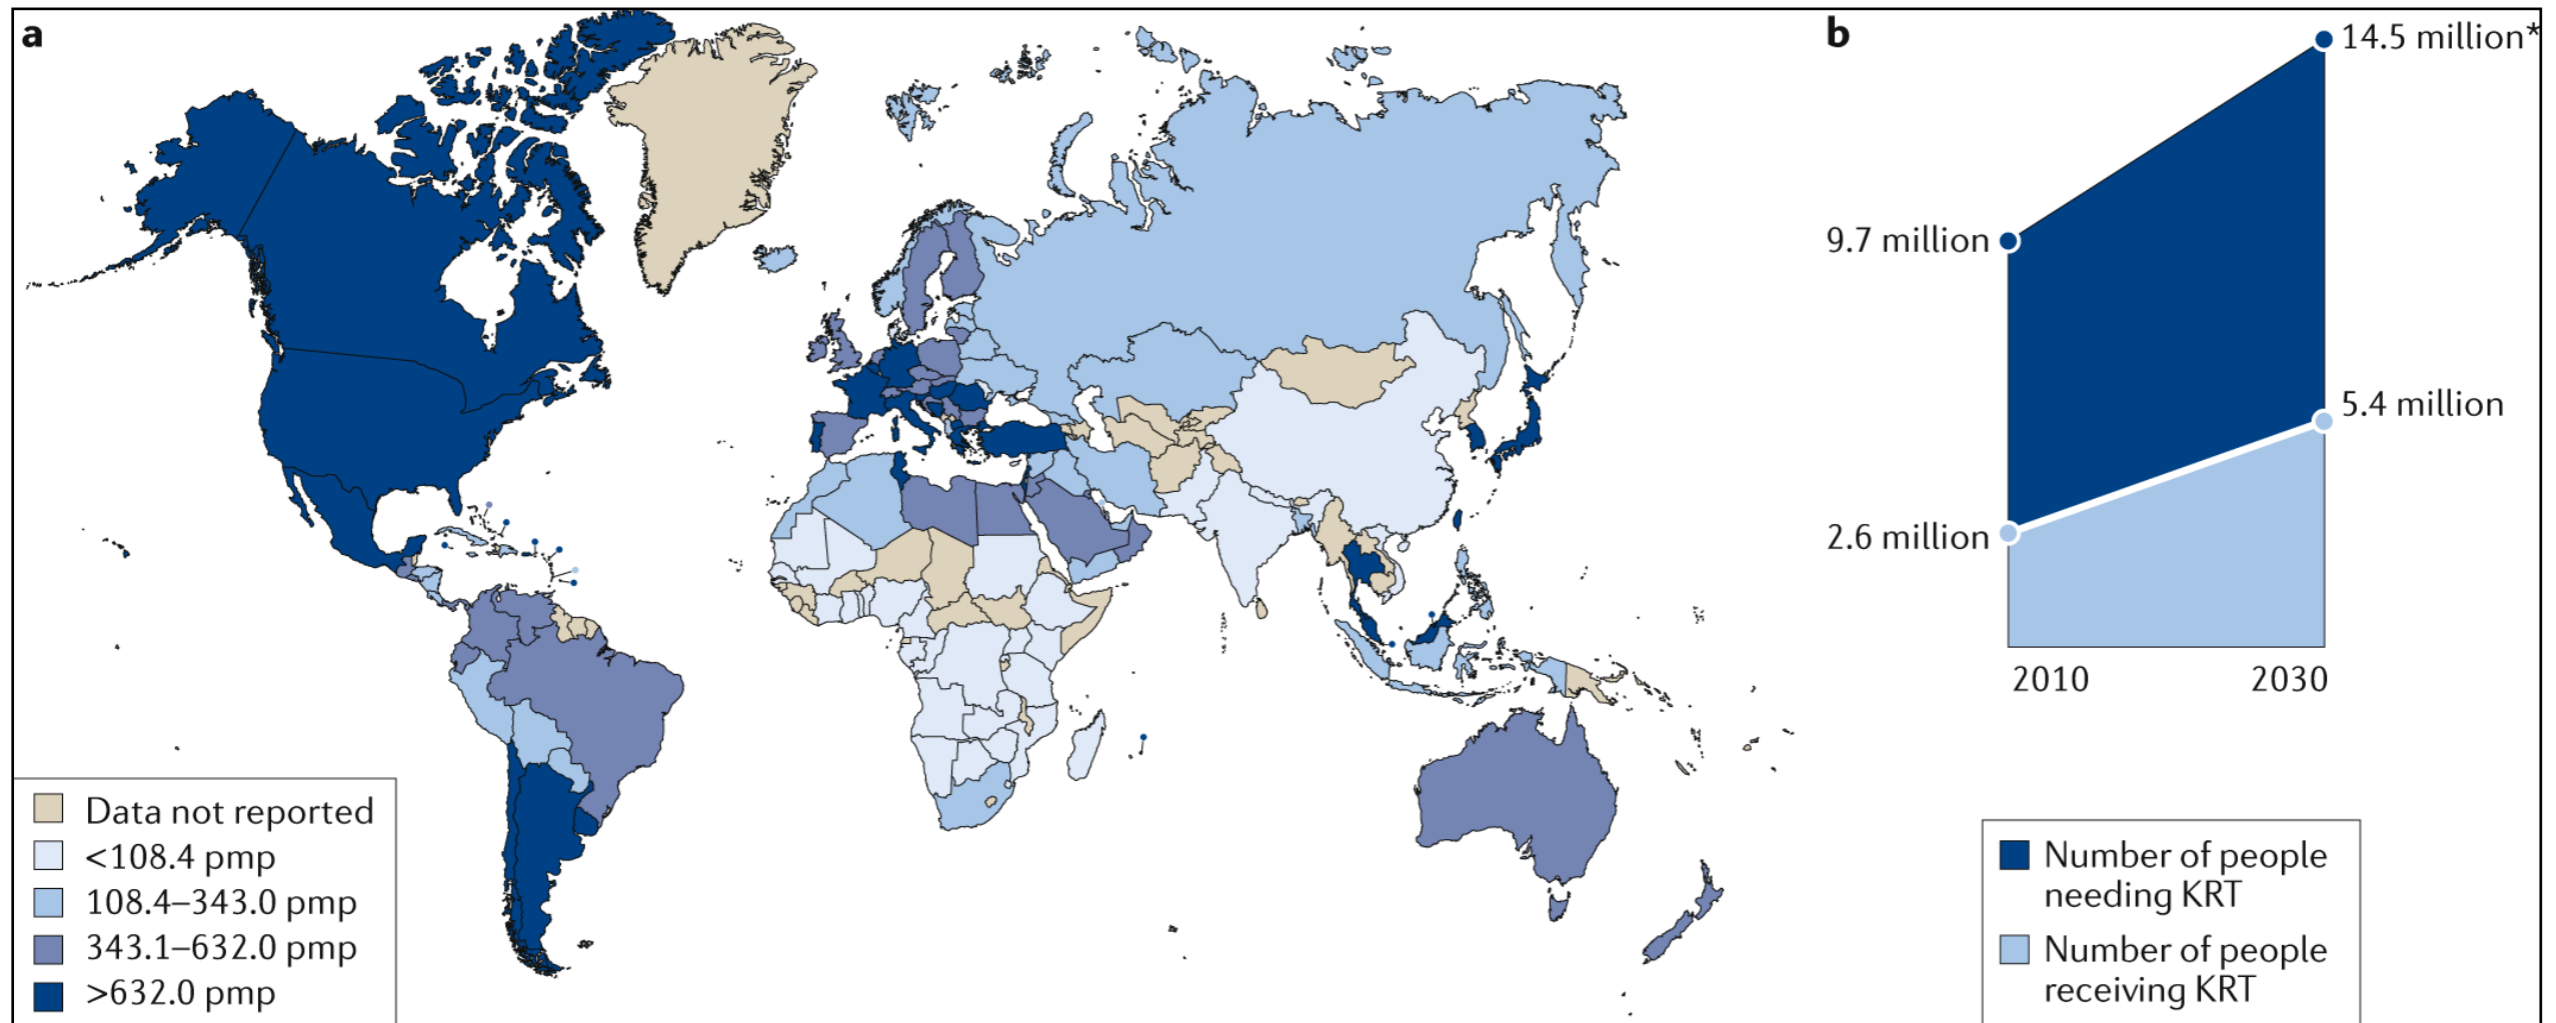 a
Data not reported
<108.4 pmp
108.4–343.0 pmp
343.1–632.0 pmp
>632.0 pmp
b
14.5 million*
9.7 million
5.4 million
2.6 million
2010
2030
Number of people
needing KRT
Number of people
receiving KRT